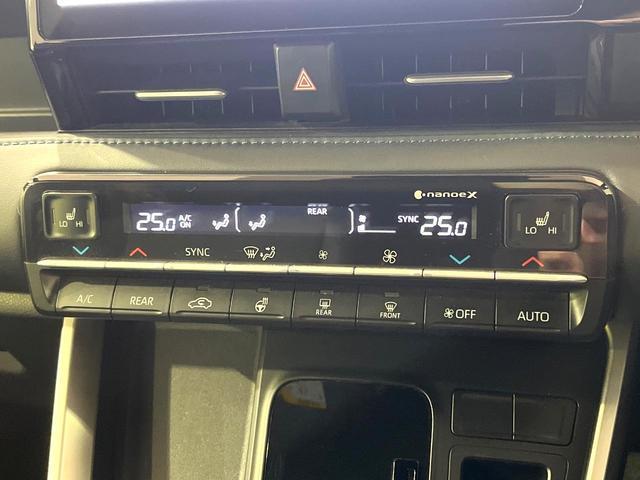 nanoeX
LO HI
25.0 A/C ON REAR SYNC 25.0
LO HI
SYNC
A/C REAR REAR FRONT OFF AUTO